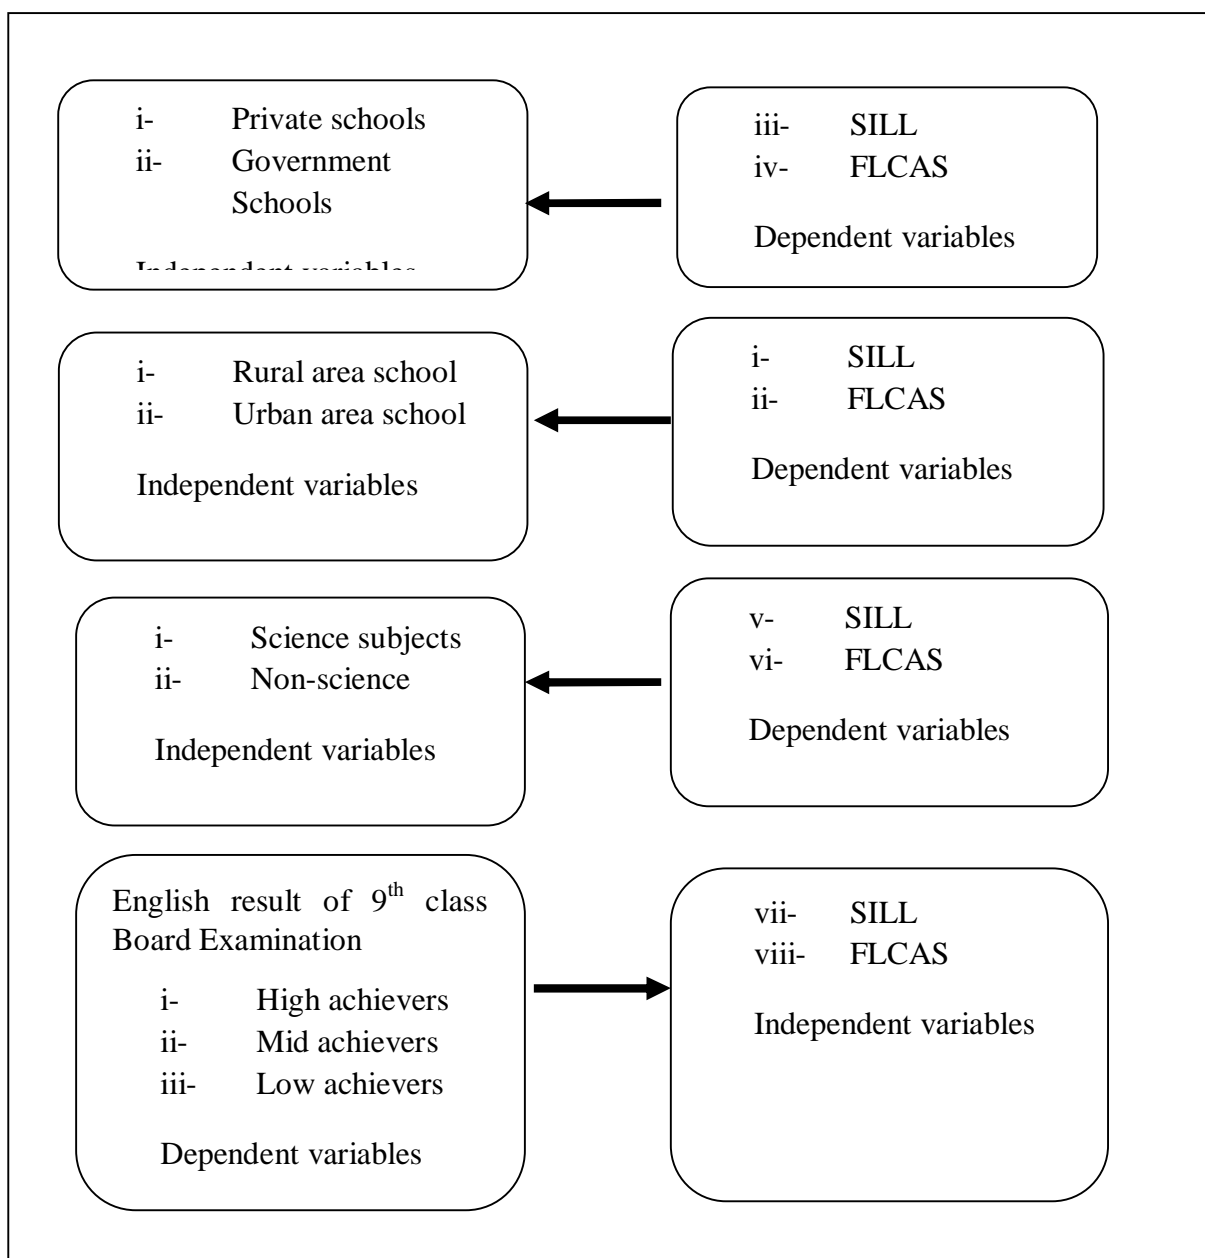 i- Private schools
ii- Government
Schools
Independent variables
iii- SILL
iv- FLCAS
Dependent variables
i- Rural area school
ii- Urban area school
Independent variables
i- SILL
ii- FLCAS
Dependent variables
i- Science subjects
ii- Non-science
Independent variables
v- SILL
vi- FLCAS
Dependent variables
English result of 9th class
Board Examination
i- High achievers
ii- Mid achievers
iii- Low achievers
Dependent variables
vii- SILL
viii- FLCAS
Independent variables